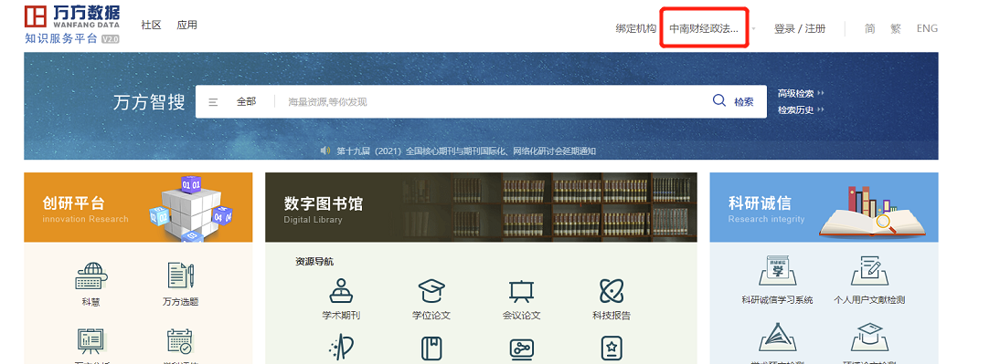 万方数据
WANFANG DATA
知识服务平台 V2.0
社区 应用
绑定机构 中南财经政法... 登录 / 注册 简 繁 ENG
万方智搜 全部 海量资源,等你发现 检索
高级检索
检索历史
第十九届（2021）全国核心期刊与期刊国际化、网络化研讨会延期通知
创研平台
innovation Research
01 01
01 02
04 04
03
数字图书馆
Digital Library
科研诚信
Research integrity
资源导航
科慧 万方选题
学术期刊 学位论文 会议论文 科技报告
学
科研诚信学习系统 个人用户文献检测